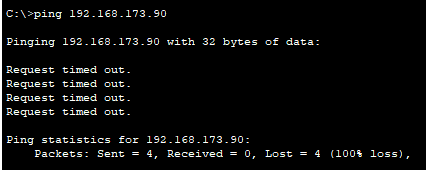 C:\>ping 192.168.173.90
Pinging 192.168.173.90 with 32 bytes of data:
Request timed out.
Request timed out.
Request timed out.
Request timed out.
Ping statistics for 192.168.173.90:
    Packets: Sent = 4, Received = 0, Lost = 4 (100% loss),